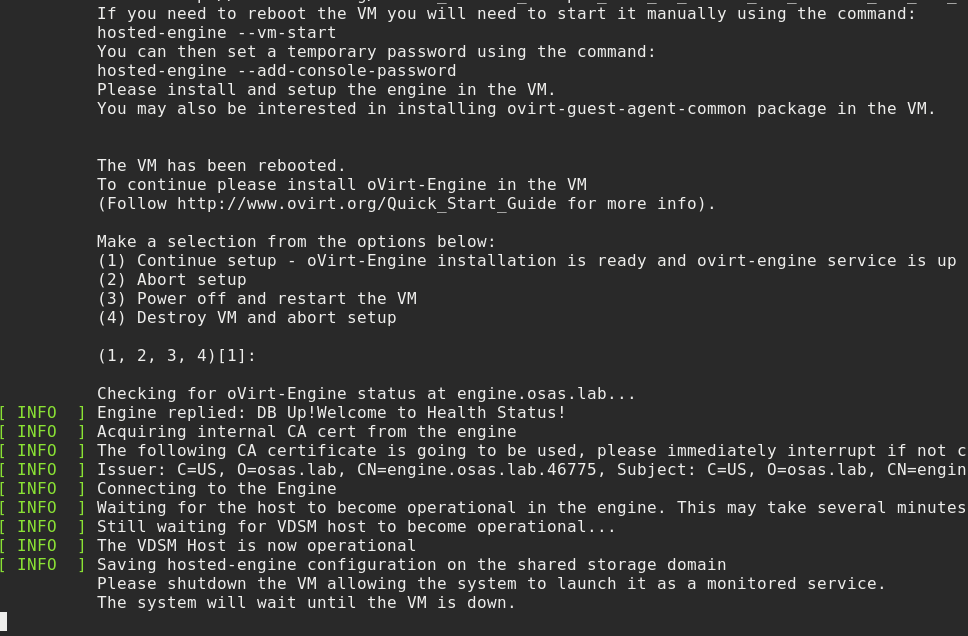 If you need to reboot the VM you will need to start it manually using the command:
hosted-engine --vm-start
You can then set a temporary password using the command:
hosted-engine --add-console-password
Please install and setup the engine in the VM.
You may also be interested in installing ovirt-guest-agent-common package in the VM.
The VM has been rebooted.
To continue please install oVirt-Engine in the VM
(Follow http://www.ovirt.org/Quick_Start_Guide for more info).
Make a selection from the options below:
(1) Continue setup - oVirt-Engine installation is ready and ovirt-engine service is up
(2) Abort setup
(3) Power off and restart the VM
(4) Destroy VM and abort setup
(1, 2, 3, 4)[1]:
Checking for oVirt-Engine status at engine.osas.lab...
[ INFO  ] Engine replied: DB Up!Welcome to Health Status!
[ INFO  ] Acquiring internal CA cert from the engine
[ INFO  ] The following CA certificate is going to be used, please immediately interrupt if not c
[ INFO  ] Issuer: C=US, O=osas.lab, CN=engine.osas.lab.46775, Subject: C=US, O=osas.lab, CN=engin
[ INFO  ] Connecting to the Engine
[ INFO  ] Waiting for the host to become operational in the engine. This may take several minutes
[ INFO  ] Still waiting for VDSM host to become operational...
[ INFO  ] The VDSM Host is now operational
[ INFO  ] Saving hosted-engine configuration on the shared storage domain
Please shutdown the VM allowing the system to launch it as a monitored service.
The system will wait until the VM is down.